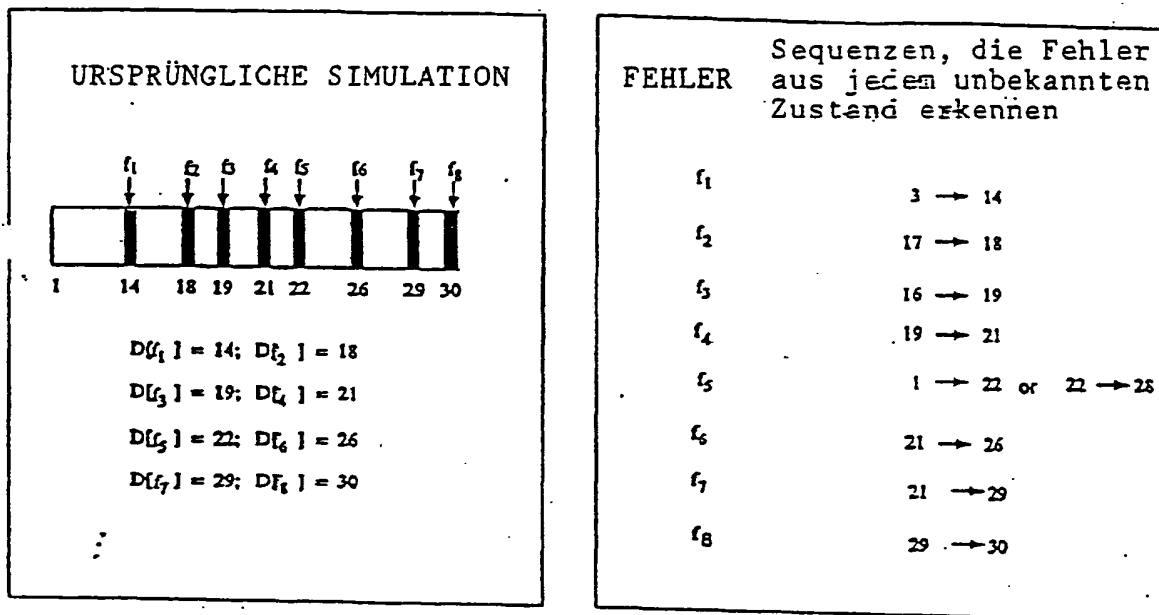 URSPRÜNGLICHE SIMULATION
f1 f2 f3 f4 f5 f6 f7 f8
1 14 18 19 21 22 26 29 30
D[f1] = 14; D[f2] = 18
D[f3] = 19; D[f4] = 21
D[f5] = 22; D[f6] = 26
D[f7] = 29; D[f8] = 30
FEHLER
Sequenzen, die Fehler
aus jedem unbekannten
Zustand erkennen
f1 3 → 14
f2 17 → 18
f3 16 → 19
f4 19 → 21
f5 1 → 22 or 22 → 28
f6 21 → 26
f7 21 → 29
f8 29 → 30